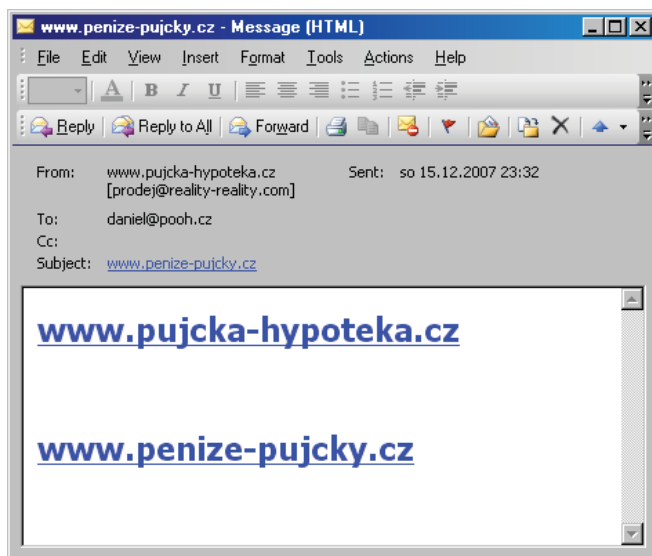 www.penize-pujcky.cz - Message (HTML)
File Edit View Insert Format Tools Actions Help
A B I U
Reply Reply to All Forward
From: www.pujcka-hypoteka.cz Sent: so 15.12.2007 23:32
[prodej@reality-reality.com]
To: daniel@pooh.cz
Cc:
Subject: www.penize-pujcky.cz
www.pujcka-hypoteka.cz
www.penize-pujcky.cz